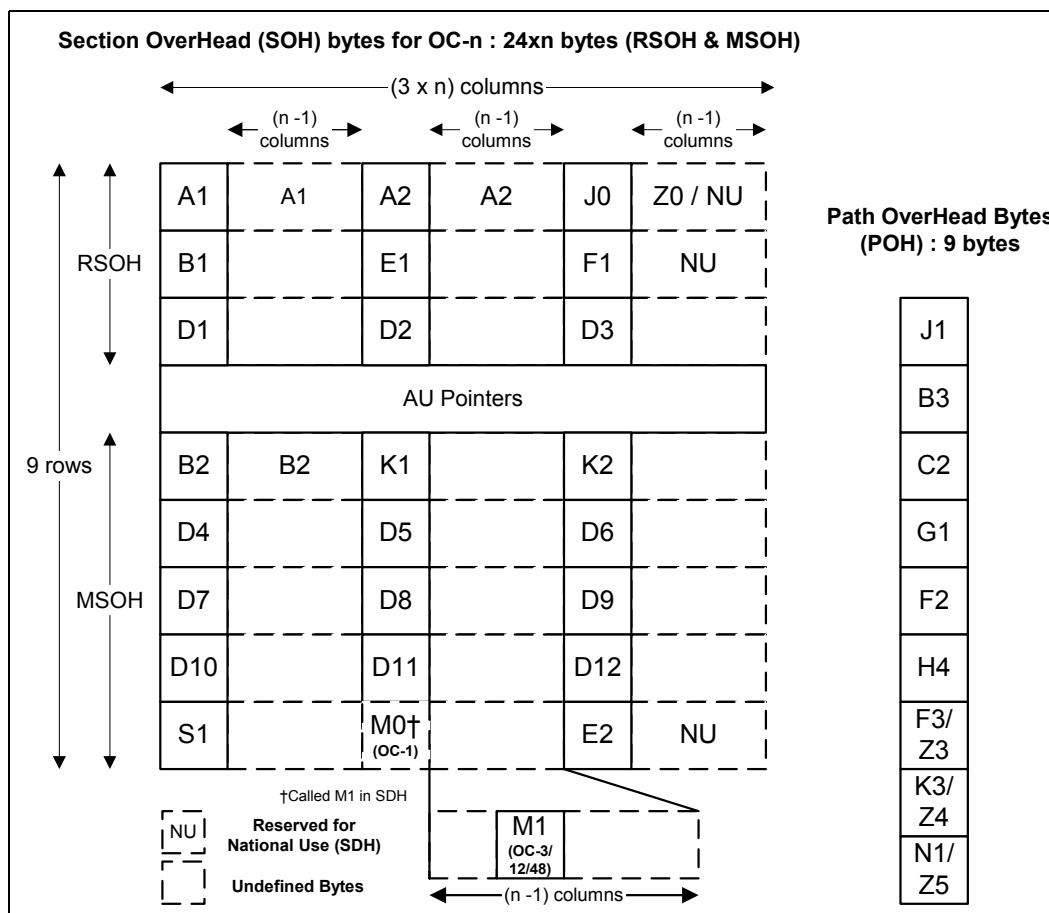 Section OverHead (SOH) bytes for OC-n : 24xn bytes (RSOH & MSOH)
(3 x n) columns
(n -1)
columns
(n -1)
columns
(n -1)
columns
A1 A1 A2 A2 J0 Z0 / NU
RSOH
B1 E1 F1 NU
D1 D2 D3
AU Pointers
9 rows
B2 B2 K1 K2
D4 D5 D6
MSOH
D7 D8 D9
D10 D11 D12
S1 M0† E2 NU
(OC-1)
†Called M1 in SDH
NU
Reserved for
National Use (SDH)
Undefined Bytes
M1
(OC-3/
12/48)
(n -1) columns
Path OverHead Bytes
(POH) : 9 bytes
J1
B3
C2
G1
F2
H4
F3/
Z3
K3/
Z4
N1/
Z5